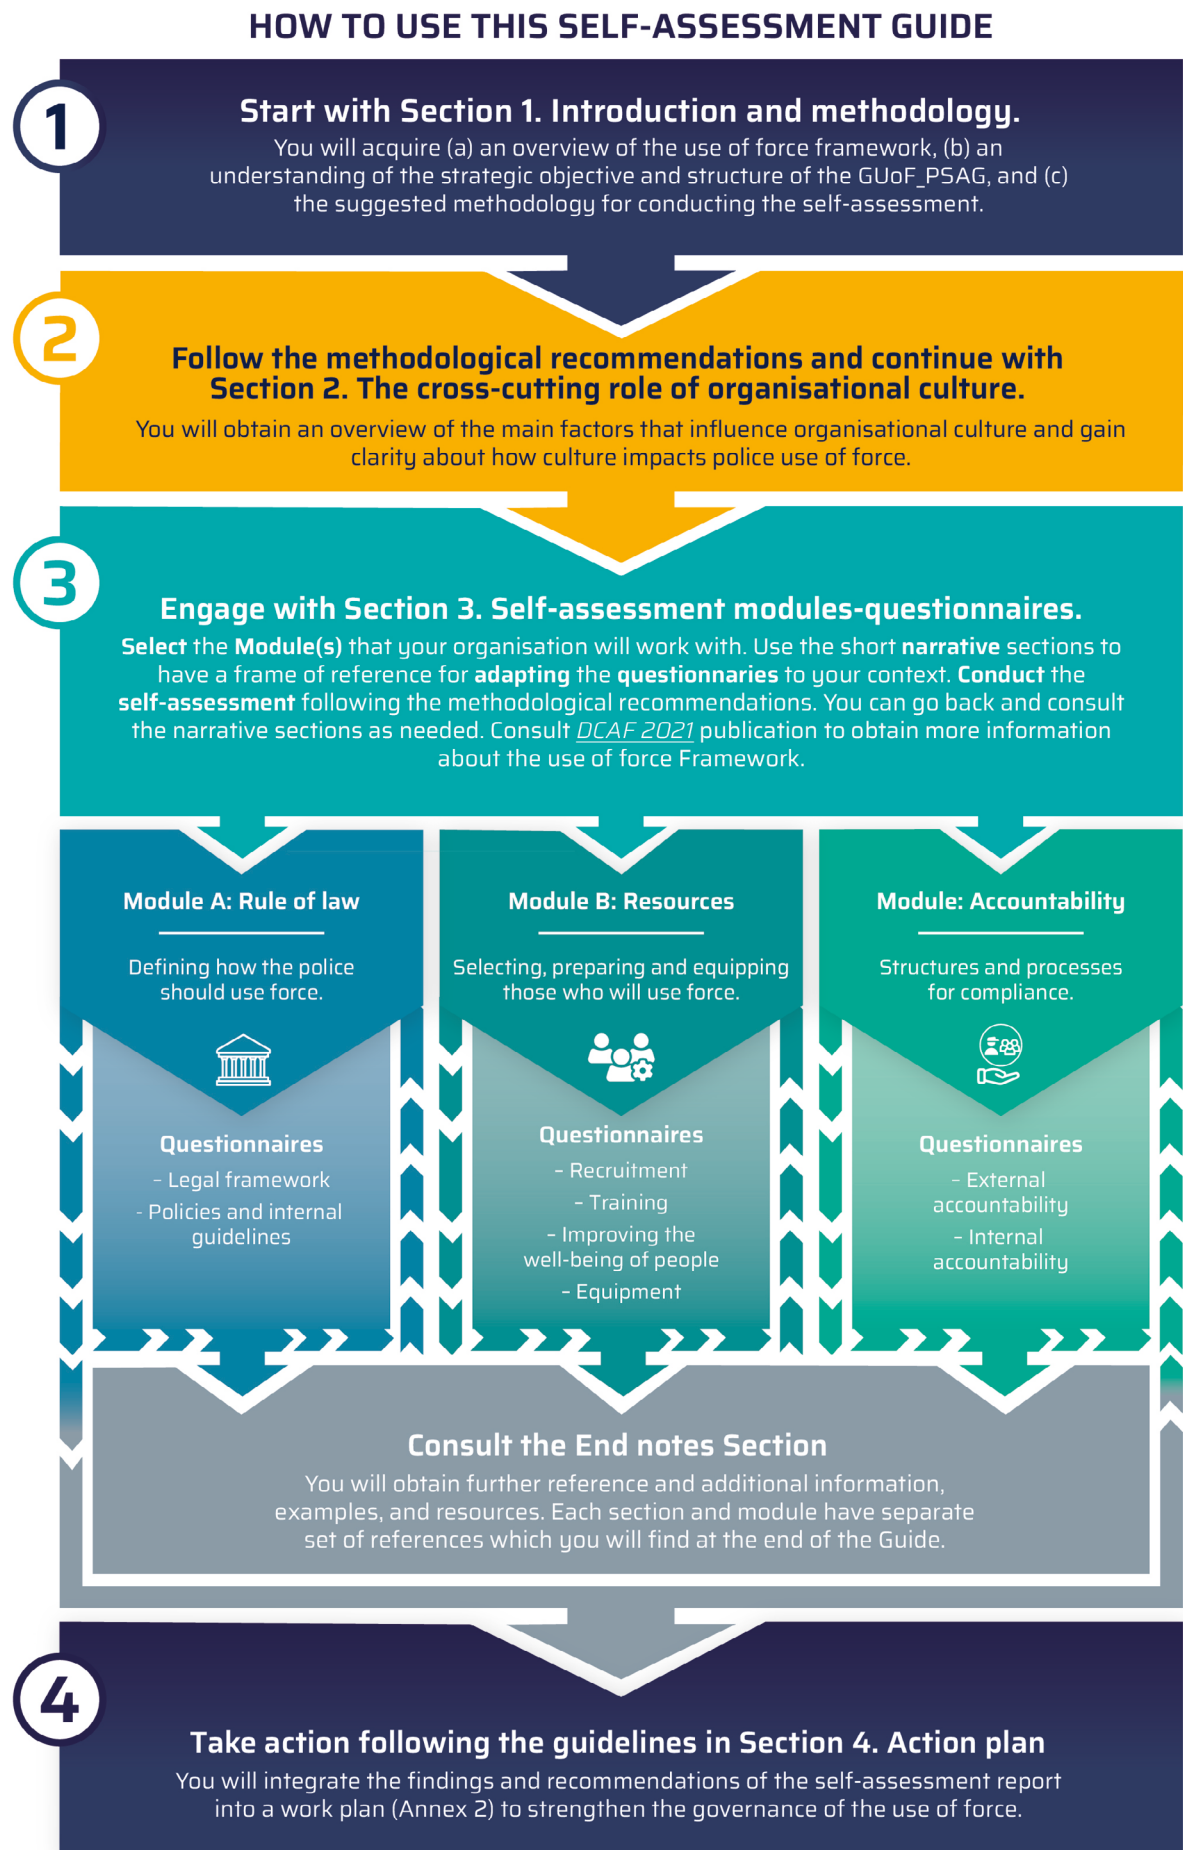 HOW TO USE THIS SELF-ASSESSMENT GUIDE
1
Start with Section 1. Introduction and methodology.
You will acquire (a) an overview of the use of force framework, (b) an
understanding of the strategic objective and structure of the GUoF_PSAG, and (c)
the suggested methodology for conducting the self-assessment.
2
Follow the methodological recommendations and continue with
Section 2. The cross-cutting role of organisational culture.
You will obtain an overview of the main factors that influence organisational culture and gain
clarity about how culture impacts police use of force.
3
Engage with Section 3. Self-assessment modules-questionnaires.
Select the Module(s) that your organisation will work with. Use the short narrative sections to
have a frame of reference for adapting the questionnaries to your context. Conduct the
self-assessment following the methodological recommendations. You can go back and consult
the narrative sections as needed. Consult DCAF 2021 publication to obtain more information
about the use of force Framework.
Module A: Rule of law
Defining how the police
should use force.
Questionnaires
– Legal framework
- Policies and internal
guidelines
Module B: Resources
Selecting, preparing and equipping
those who will use force.
Questionnaires
– Recruitment
– Training
– Improving the
well-being of people
– Equipment
Module: Accountability
Structures and processes
for compliance.
Questionnaires
– External
accountability
– Internal
accountability
Consult the End notes Section
You will obtain further reference and additional information,
examples, and resources. Each section and module have separate
set of references which you will find at the end of the Guide.
4
Take action following the guidelines in Section 4. Action plan
You will integrate the findings and recommendations of the self-assessment report
into a work plan (Annex 2) to strengthen the governance of the use of force.